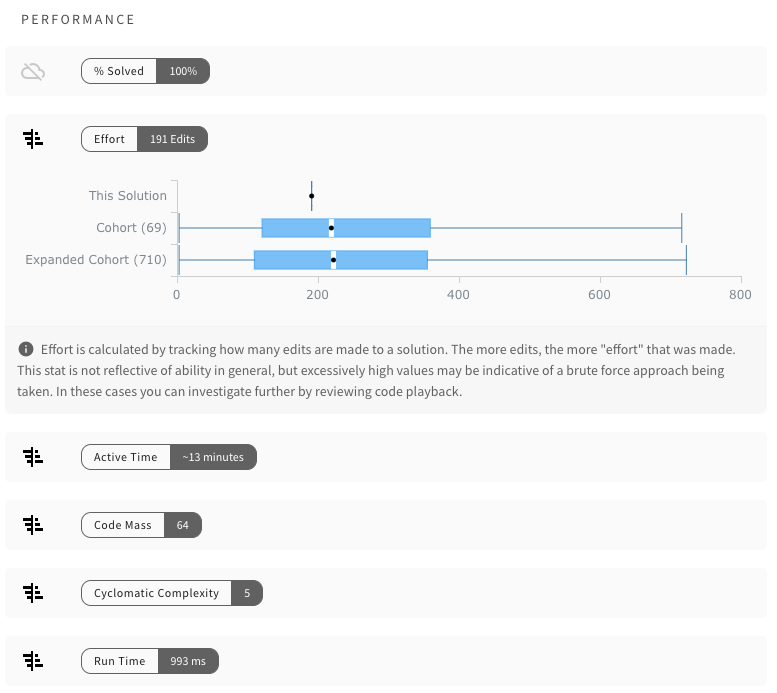 PERFORMANCE
% Solved 100%
Effort 191 Edits
This Solution
Cohort (69)
Expanded Cohort (710)
0 200 400 600 800
Effort is calculated by tracking how many edits are made to a solution. The more edits, the more "effort" that was made.
This stat is not reflective of ability in general, but excessively high values may be indicative of a brute force approach being
taken. In these cases you can investigate further by reviewing code playback.
Active Time ~13 minutes
Code Mass 64
Cyclomatic Complexity 5
Run Time 993 ms